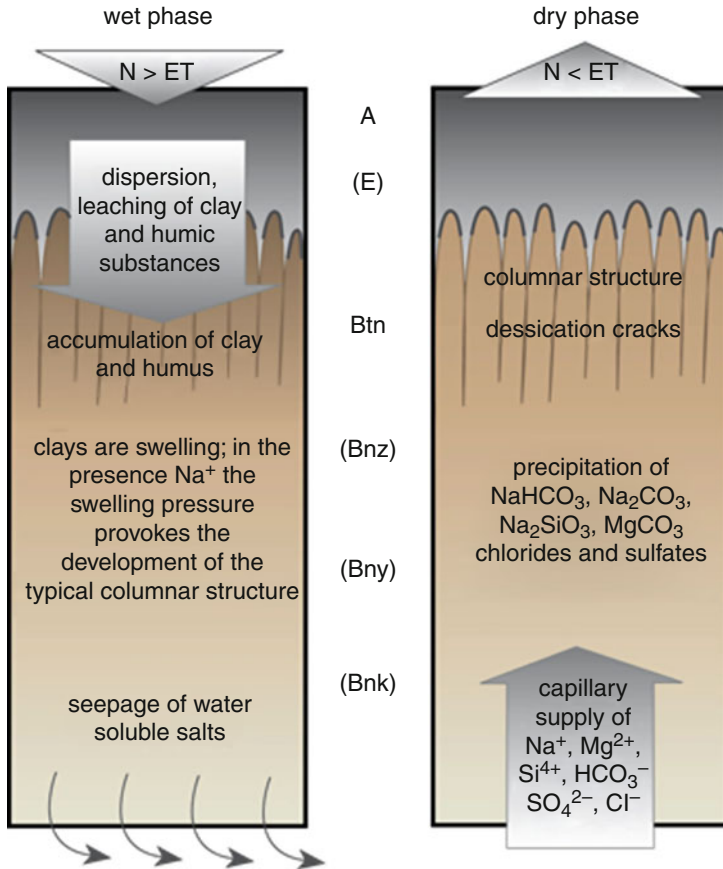 wet phase
N > ET
dispersion,
leaching of clay
and humic
substances
accumulation of clay
and humus
clays are swelling; in the
presence Na⁺ the
swelling pressure
provokes the
development of the
typical columnar structure
seepage of water
soluble salts
A
(E)
Btn
(Bnz)
(Bny)
(Bnk)
dry phase
N < ET
columnar structure
dessication cracks
precipitation of
NaHCO₃, Na₂CO₃,
Na₂SiO₃, MgCO₃
chlorides and sulfates
capillary
supply of
Na⁺, Mg²⁺,
Si⁴⁺, HCO₃⁻
SO₄²⁻, Cl⁻